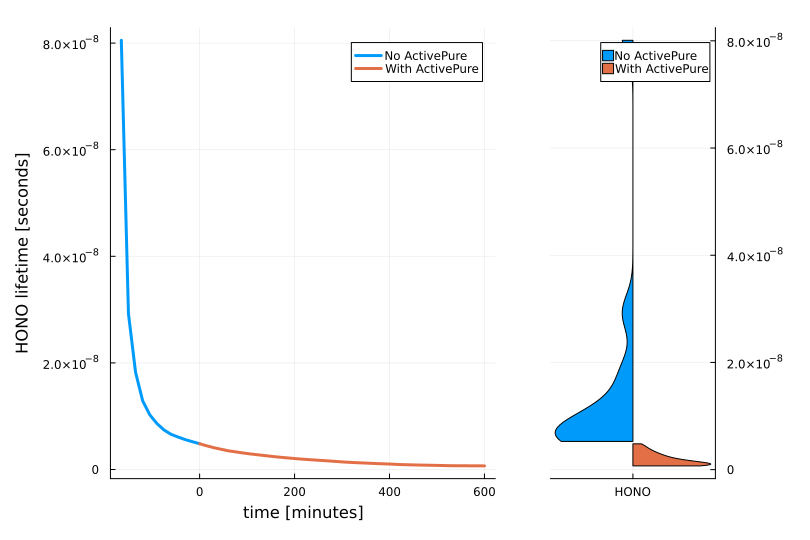 8.0×10⁻⁸
6.0×10⁻⁸
4.0×10⁻⁸
2.0×10⁻⁸
0
HONO lifetime [seconds]
No ActivePure
With ActivePure
0
200
400
600
time [minutes]
No ActivePure
With ActivePure
8.0×10⁻⁸
6.0×10⁻⁸
4.0×10⁻⁸
2.0×10⁻⁸
0
HONO